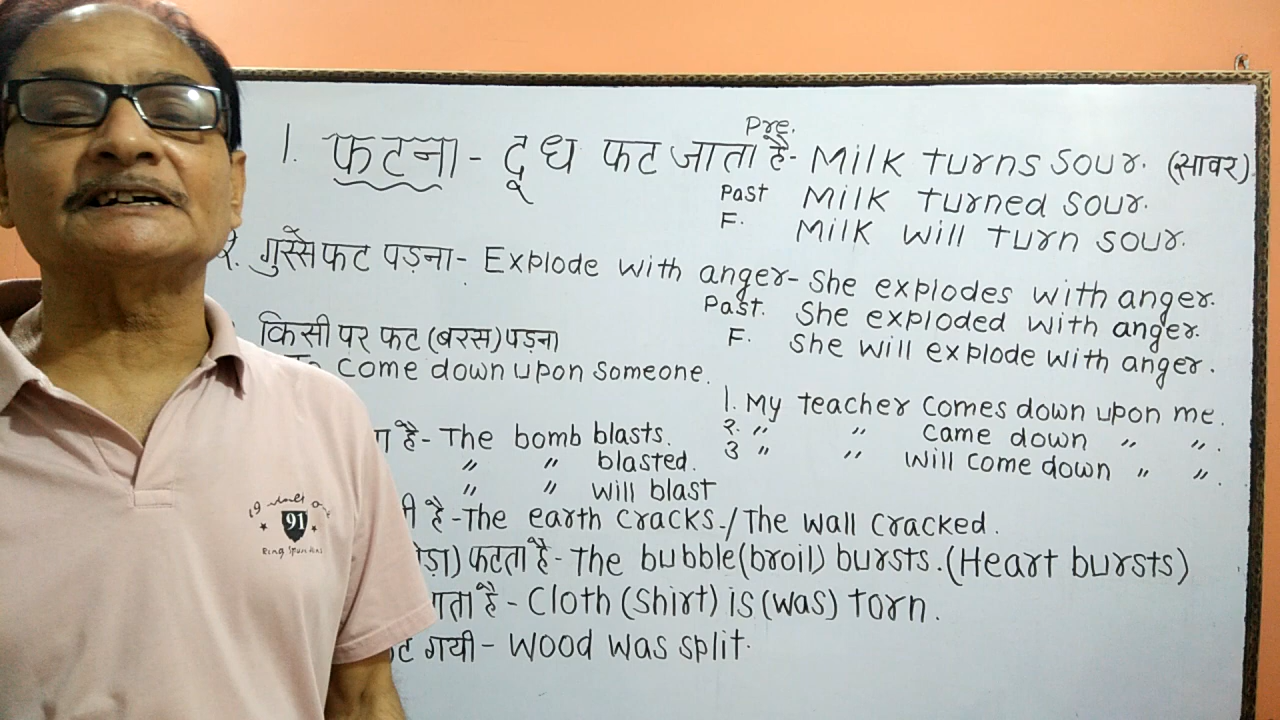 Pre.
1. फटना - दूध फट जाता है - Milk turns sour. (सावर)
Past Milk turned sour.
F. Milk will turn sour.
२. गुस्से फट पड़ना - Explode with anger - She explodes with anger.
Past. She exploded with anger.
F. She will explode with anger.
किसी पर फट (बरस) पड़ना
To come down upon someone.
1. My teacher comes down upon me.
२. " " came down " ".
3 " " will come down " ".
है - The bomb blasts.
" " blasted.
" " will blast
है - The earth cracks. / The wall cracked.
फटता है - The bubble (broil) bursts. (Heart bursts)
है - Cloth (Shirt) is (was) torn.
गयी - Wood was split.
91